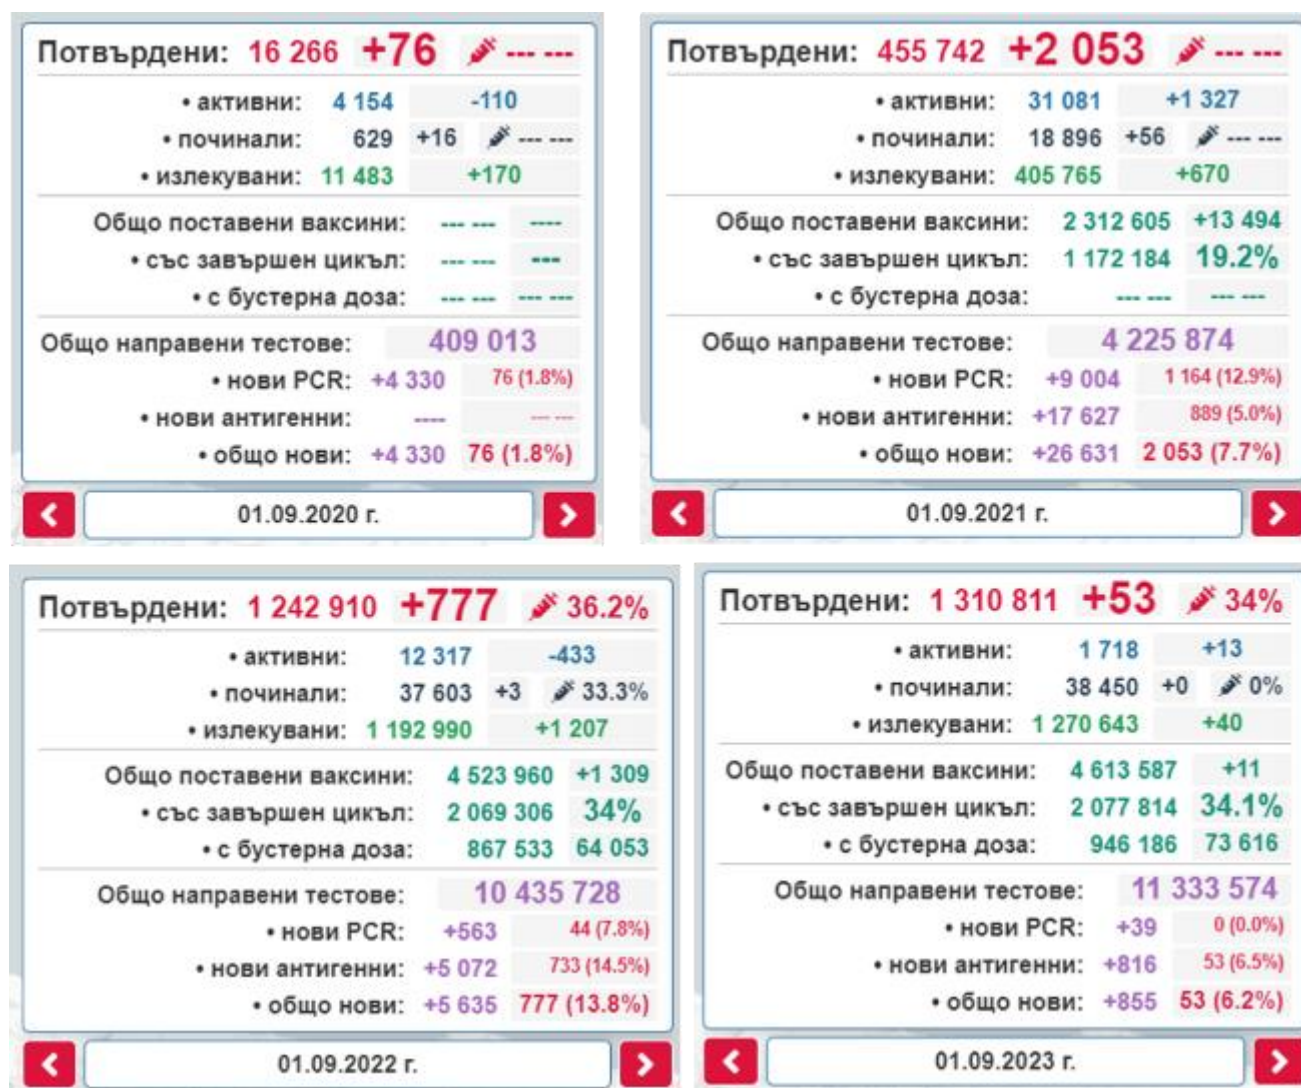 Потвърдени: 16 266 +76 --- ---
• активни: 4 154 -110
• починали: 629 +16 --- ---
• излекувани: 11 483 +170
Общо поставени ваксини: --- --- ----
• със завършен цикъл: --- --- ---
• с бустерна доза: --- --- --- ---
Общо направени тестове: 409 013
• нови PCR: +4 330 76 (1.8%)
• нови антигенни: ---- --- ---
• общо нови: +4 330 76 (1.8%)
01.09.2020 г.
Потвърдени: 455 742 +2 053 --- ---
• активни: 31 081 +1 327
• починали: 18 896 +56 --- ---
• излекувани: 405 765 +670
Общо поставени ваксини: 2 312 605 +13 494
• със завършен цикъл: 1 172 184 19.2%
• с бустерна доза: --- --- --- ---
Общо направени тестове: 4 225 874
• нови PCR: +9 004 1 164 (12.9%)
• нови антигенни: +17 627 889 (5.0%)
• общо нови: +26 631 2 053 (7.7%)
01.09.2021 г.
Потвърдени: 1 242 910 +777 36.2%
• активни: 12 317 -433
• починали: 37 603 +3 33.3%
• излекувани: 1 192 990 +1 207
Общо поставени ваксини: 4 523 960 +1 309
• със завършен цикъл: 2 069 306 34%
• с бустерна доза: 867 533 64 053
Общо направени тестове: 10 435 728
• нови PCR: +563 44 (7.8%)
• нови антигенни: +5 072 733 (14.5%)
• общо нови: +5 635 777 (13.8%)
01.09.2022 г.
Потвърдени: 1 310 811 +53 34%
• активни: 1 718 +13
• починали: 38 450 +0 0%
• излекувани: 1 270 643 +40
Общо поставени ваксини: 4 613 587 +11
• със завършен цикъл: 2 077 814 34.1%
• с бустерна доза: 946 186 73 616
Общо направени тестове: 11 333 574
• нови PCR: +39 0 (0.0%)
• нови антигенни: +816 53 (6.5%)
• общо нови: +855 53 (6.2%)
01.09.2023 г.